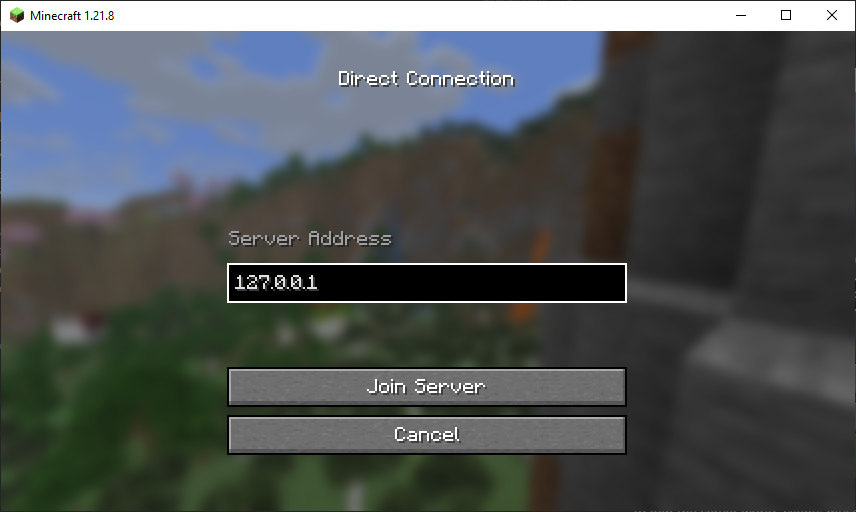 Minecraft 1.21.8
Direct Connection
Server Address
127.0.0.1
Join Server
Cancel